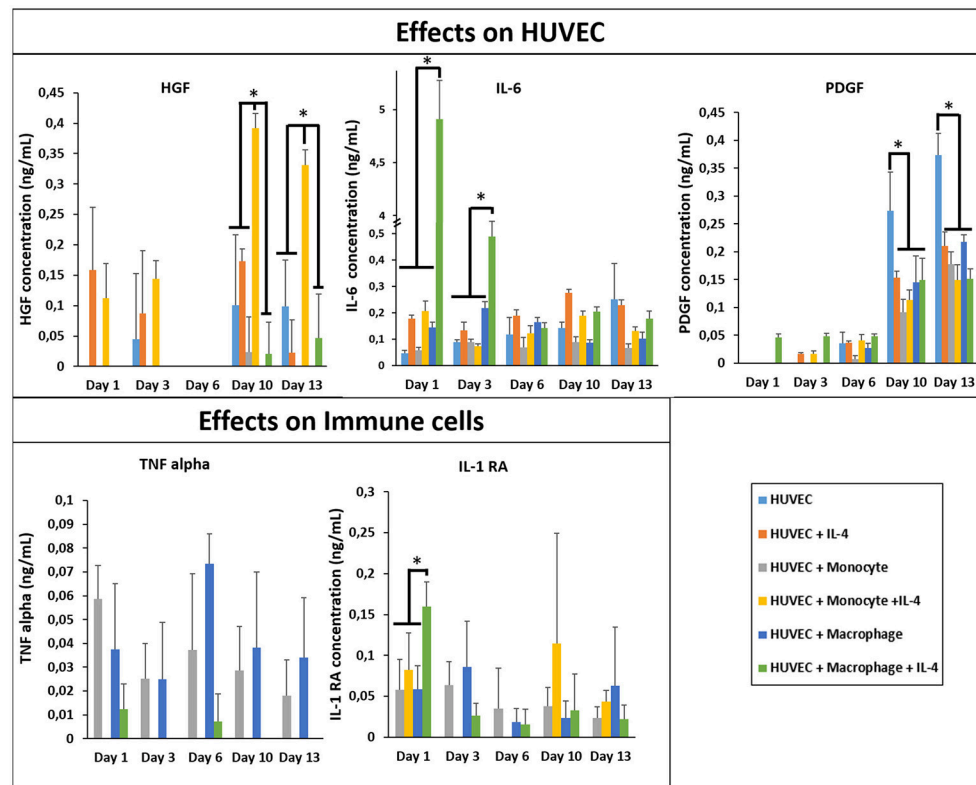 Effects on HUVEC
HGF
HGF concentration (ng/mL)
0,45
0,4
0,35
0,3
0,25
0,2
0,15
0,1
0,05
0
*
*
Day 1 Day 3 Day 6 Day 10 Day 13
IL-6
IL-6 concentration (ng/mL)
5
4,5
4
0,5
0,4
0,3
0,2
0,1
0
*
*
Day 1 Day 3 Day 6 Day 10 Day 13
PDGF
PDGF concentration (ng/mL)
0,45
0,4
0,35
0,3
0,25
0,2
0,15
0,1
0,05
0
*
*
Day 1 Day 3 Day 6 Day 10 Day 13
Effects on Immune cells
TNF alpha
TNF alpha (ng/mL)
0,1
0,09
0,08
0,07
0,06
0,05
0,04
0,03
0,02
0,01
0
Day 1 Day 3 Day 6 Day 10 Day 13
IL-1 RA
IL-1 RA concentration (ng/mL)
0,3
0,25
0,2
0,15
0,1
0,05
0
*
Day 1 Day 3 Day 6 Day 10 Day 13
HUVEC
HUVEC + IL-4
HUVEC + Monocyte
HUVEC + Monocyte +IL-4
HUVEC + Macrophage
HUVEC + Macrophage + IL-4